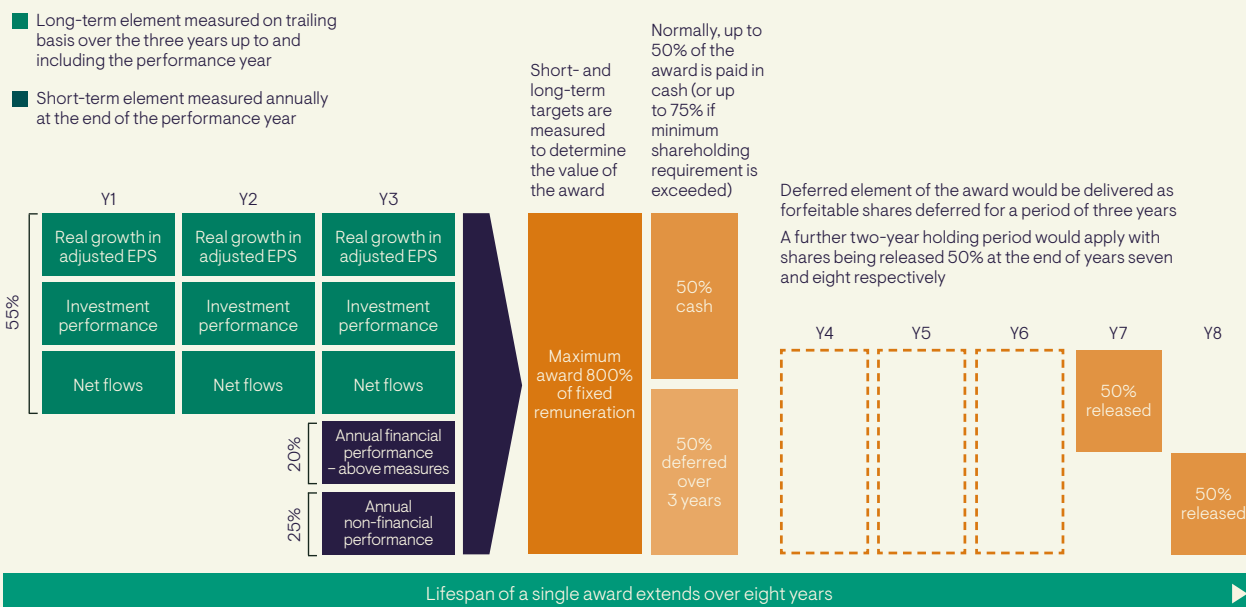 Long-term element measured on trailing
basis over the three years up to and
including the performance year
Short-term element measured annually
at the end of the performance year
Short- and
long-term
targets are
measured
to determine
the value of
the award
Normally, up to
50% of the
award is paid in
cash (or up
to 75% if
minimum
shareholding
requirement is
exceeded)
Deferred element of the award would be delivered as
forfeitable shares deferred for a period of three years
A further two-year holding period would apply with
shares being released 50% at the end of years seven
and eight respectively
Y1
Y2
Y3
55%
Real growth in
adjusted EPS
Real growth in
adjusted EPS
Real growth in
adjusted EPS
Investment
performance
Investment
performance
Investment
performance
Net flows
Net flows
Net flows
20%
Annual financial
performance
– above measures
25%
Annual
non-financial
performance
Maximum
award 800%
of fixed
remuneration
50%
cash
50%
deferred
over
3 years
Y4
Y5
Y6
Y7
Y8
50%
released
50%
released
Lifespan of a single award extends over eight years